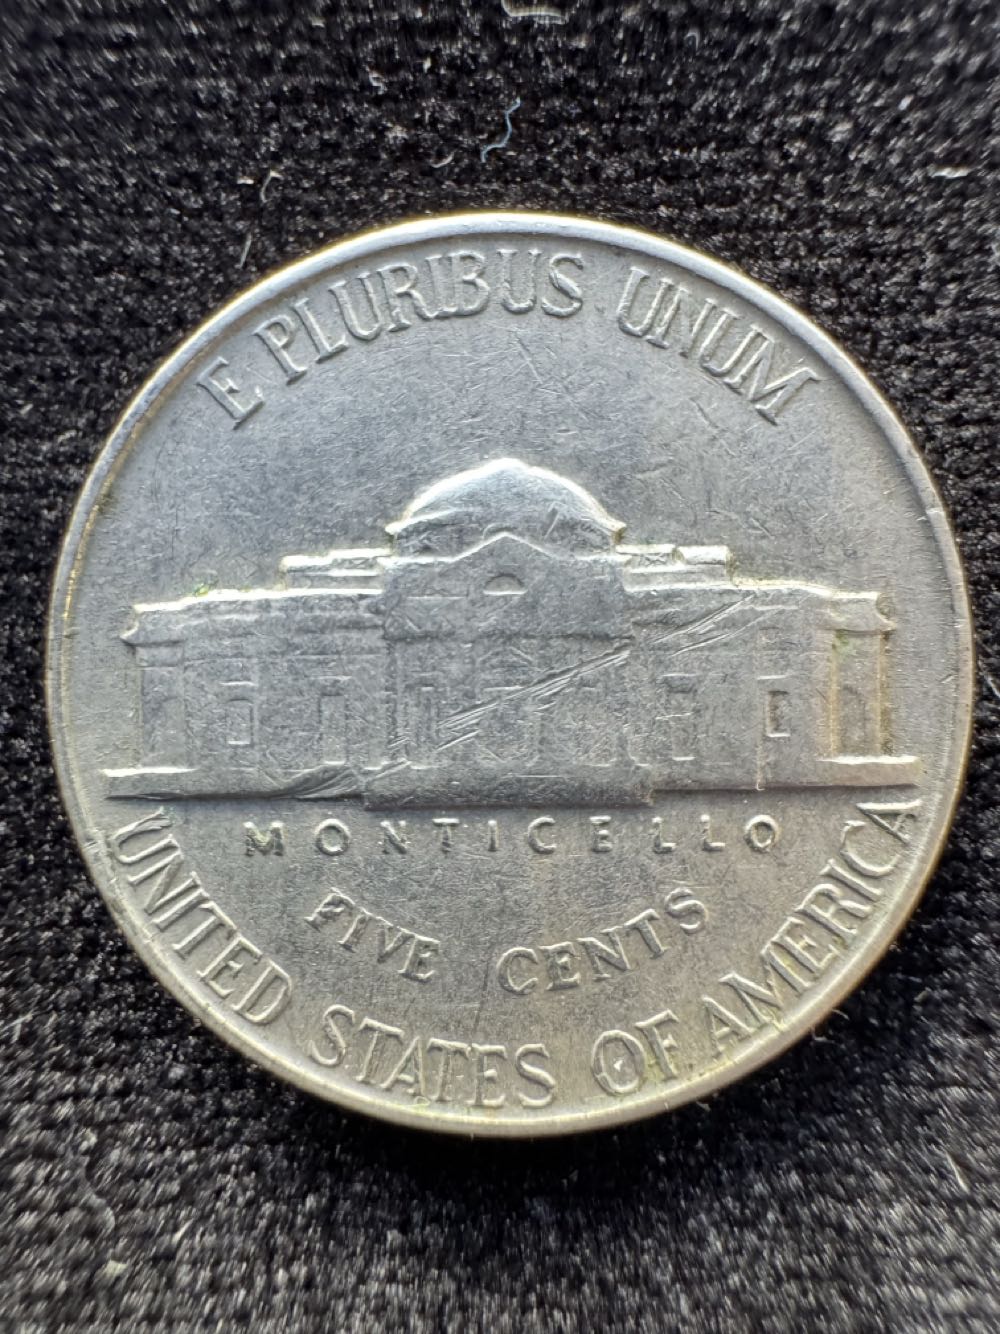 E PLURIBUS UNUM
MONTICELLO
FIVE CENTS
UNITED STATES OF AMERICA